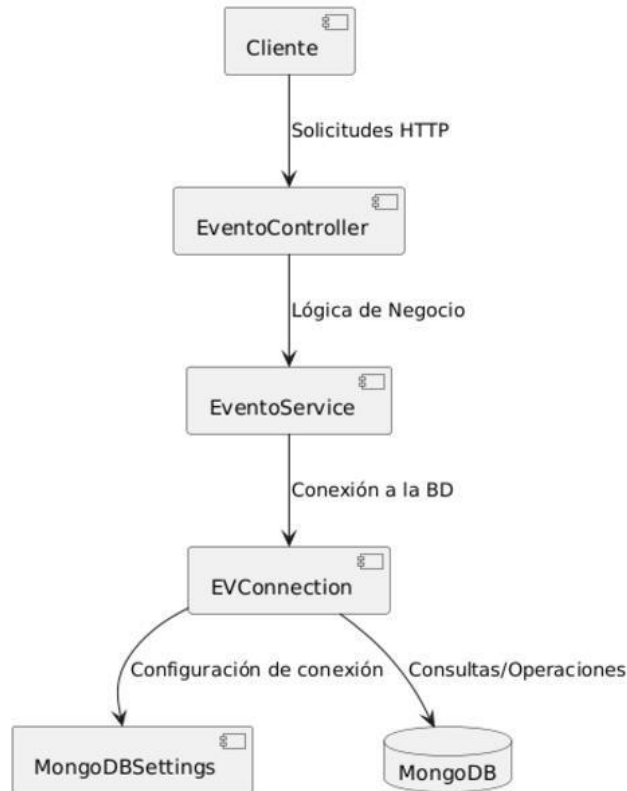 Cliente
Solicitudes HTTP
EventoController
Lógica de Negocio
EventoService
Conexión a la BD
EVConnection
Configuración de conexión
Consultas/Operaciones
MongoDBSettings
MongoDB